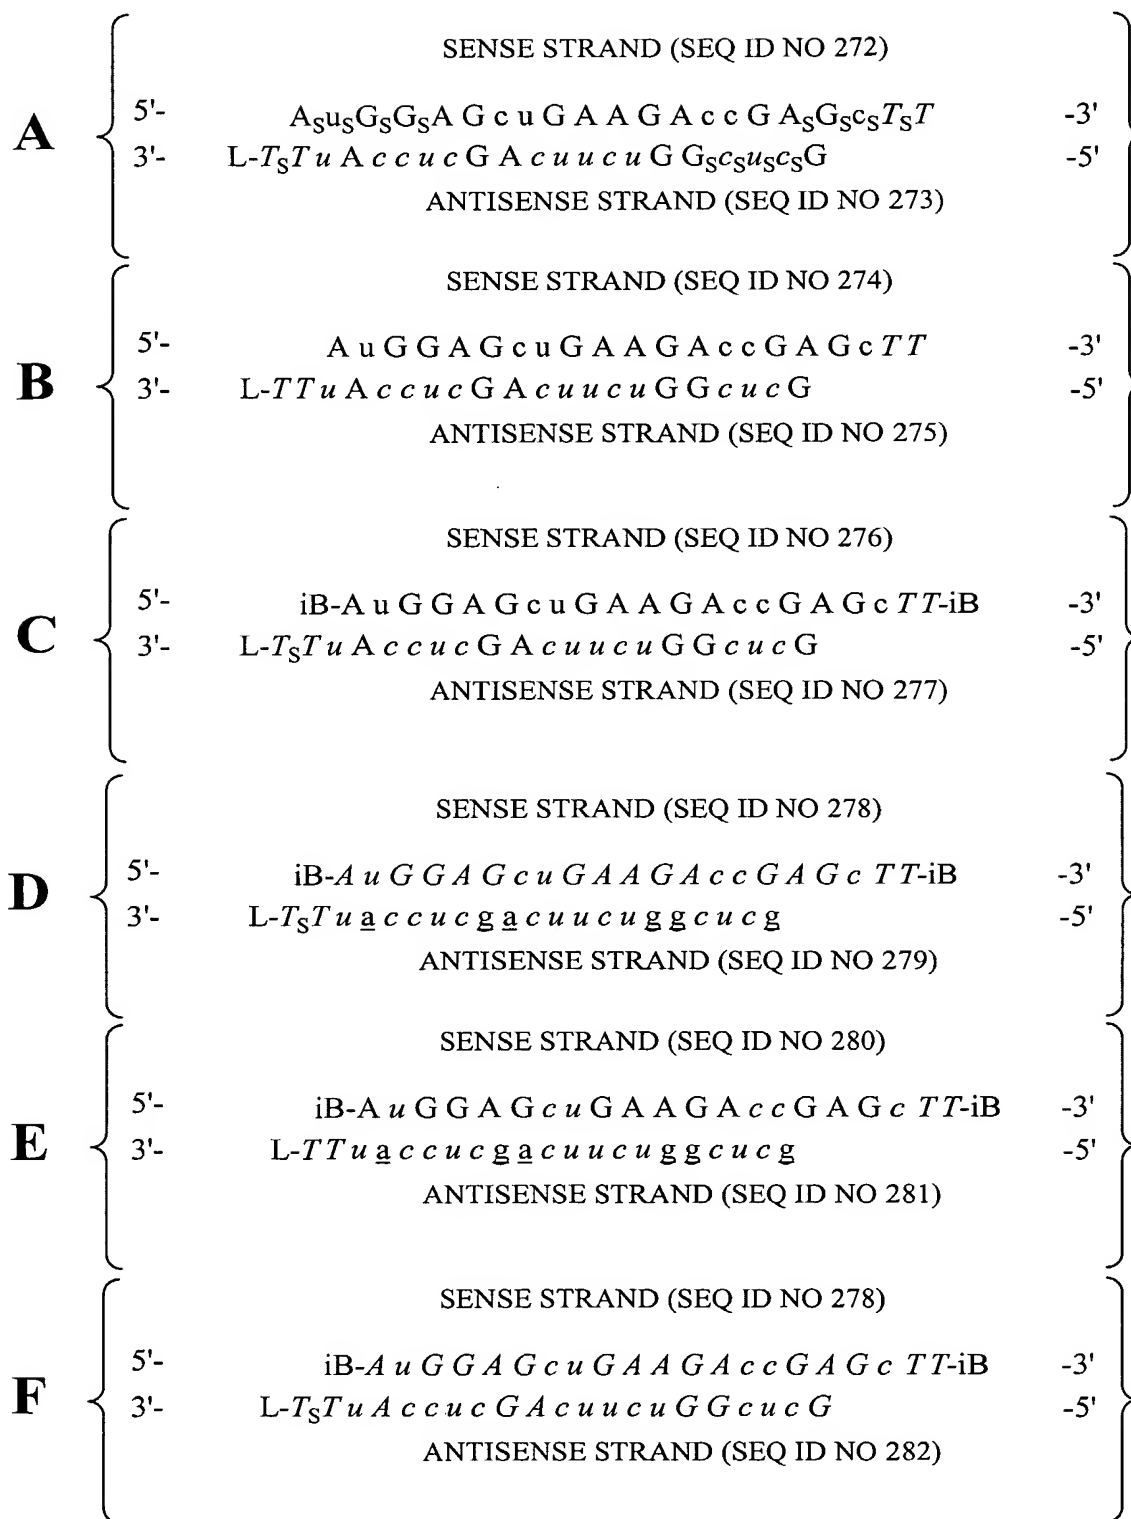 SENSE STRAND (SEQ ID NO 272)
A
5'- AsusGsGsA G c u G A A G A c c G AsGscsTsT -3'
3'- L-TsT u A c c u c G A c u u c u G GscsuscsG -5'
ANTISENSE STRAND (SEQ ID NO 273)
SENSE STRAND (SEQ ID NO 274)
B
5'- A u G G A G c u G A A G A c c G A G c T T -3'
3'- L-T T u A c c u c G A c u u c u G G c u c G -5'
ANTISENSE STRAND (SEQ ID NO 275)
SENSE STRAND (SEQ ID NO 276)
C
5'- iB-A u G G A G c u G A A G A c c G A G c T T-iB -3'
3'- L-TsT u A c c u c G A c u u c u G G c u c G -5'
ANTISENSE STRAND (SEQ ID NO 277)
SENSE STRAND (SEQ ID NO 278)
D
5'- iB-A u G G A G c u G A A G A c c G A G c T T-iB -3'
3'- L-TsT u a c c u c g a c u u c u g g c u c g -5'
ANTISENSE STRAND (SEQ ID NO 279)
SENSE STRAND (SEQ ID NO 280)
E
5'- iB-A u G G A G c u G A A G A c c G A G c T T-iB -3'
3'- L-T T u a c c u c g a c u u c u g g c u c g -5'
ANTISENSE STRAND (SEQ ID NO 281)
SENSE STRAND (SEQ ID NO 278)
F
5'- iB-A u G G A G c u G A A G A c c G A G c T T-iB -3'
3'- L-TsT u A c c u c G A c u u c u G G c u c G -5'
ANTISENSE STRAND (SEQ ID NO 282)